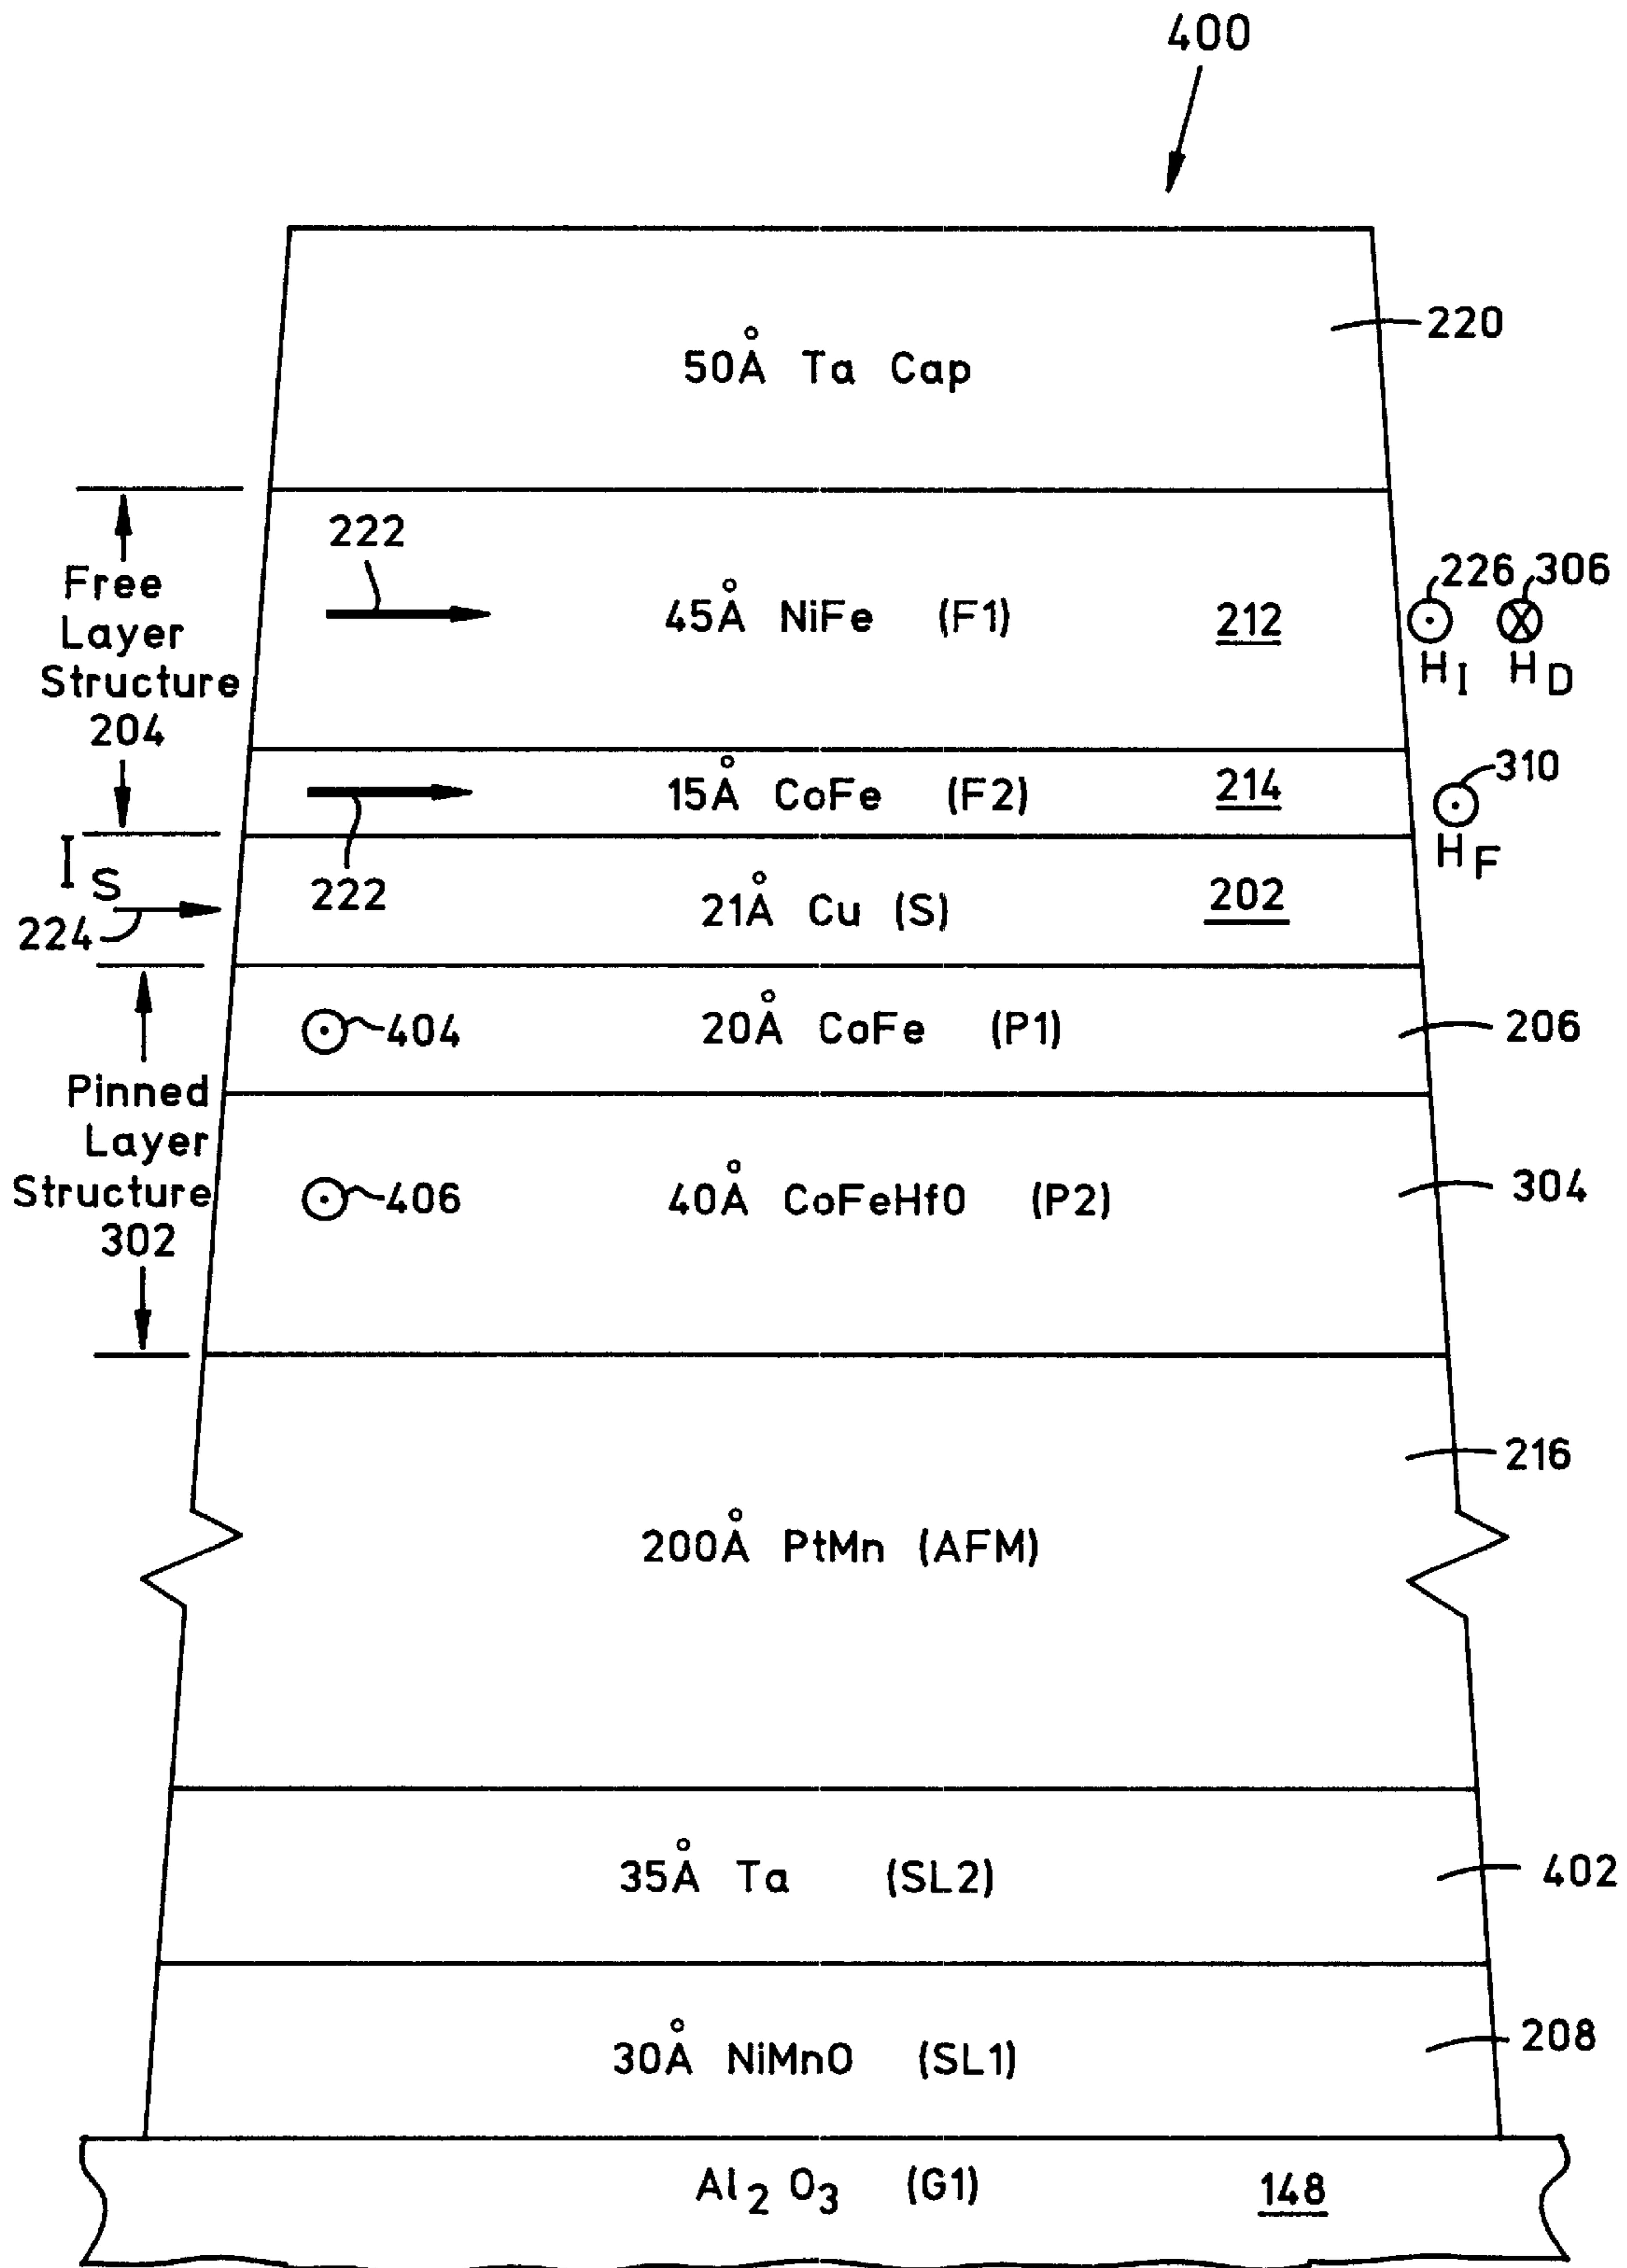 400
50Å Ta Cap
220
Free
Layer
Structure
204
222
45Å NiFe (F1)
212
226
306
H_I
H_D
15Å CoFe (F2)
214
310
H_F
222
I_S
224
21Å Cu (S)
202
Pinned
Layer
Structure
302
404
20Å CoFe (P1)
206
406
40Å CoFeHfO (P2)
304
216
200Å PtMn (AFM)
35Å Ta (SL2)
402
30Å NiMnO (SL1)
208
Al₂O₃ (G1)
148